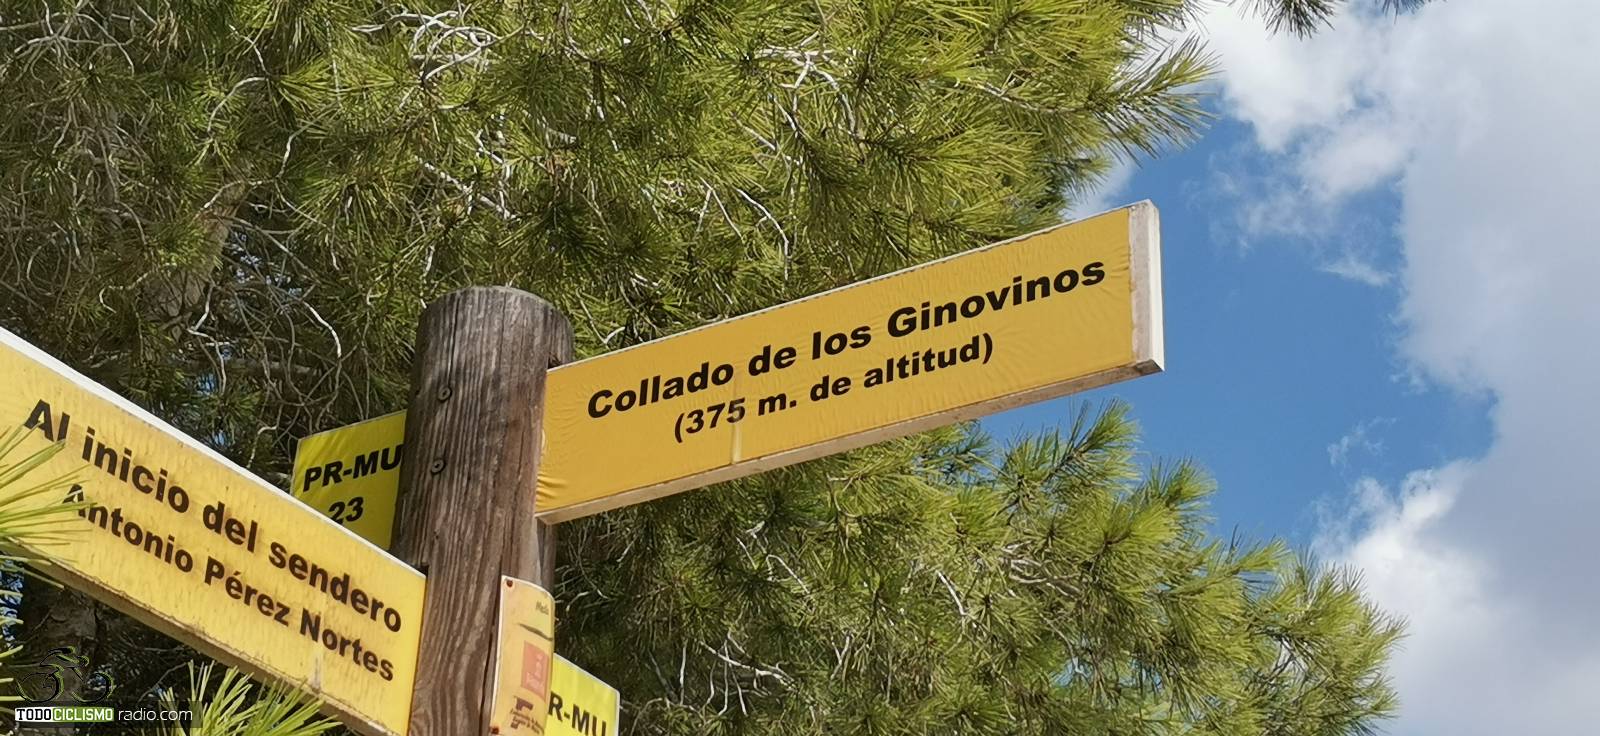 Collado de los Ginovinos
(375 m. de altitud)
PR-MU
23
Al inicio del sendero
Antonio Pérez Nortes
R-MU
TODOCICLISMO radio.com